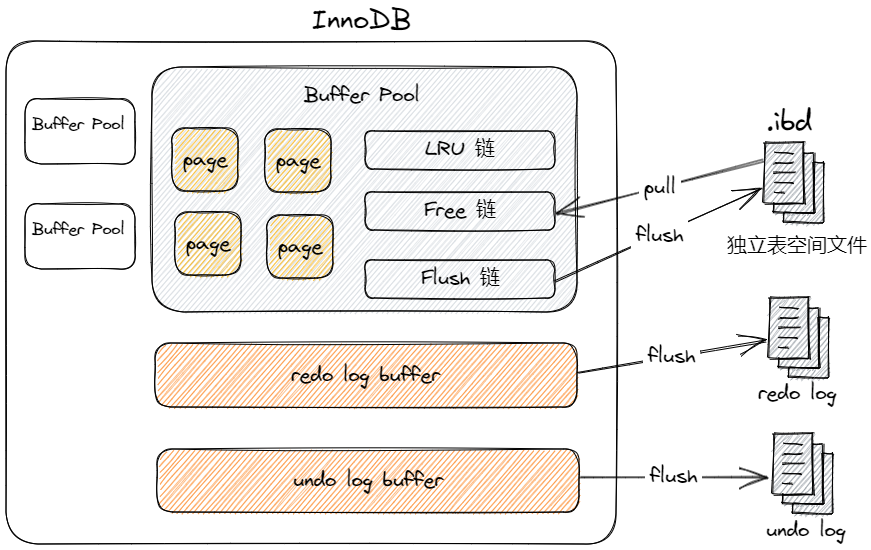 InnoDB
Buffer Pool
Buffer Pool
Buffer Pool
page
page
page
page
LRU 链
Free 链
Flush 链
pull
flush
.ibd
独立表空间文件
redo log buffer
flush
redo log
undo log buffer
flush
undo log